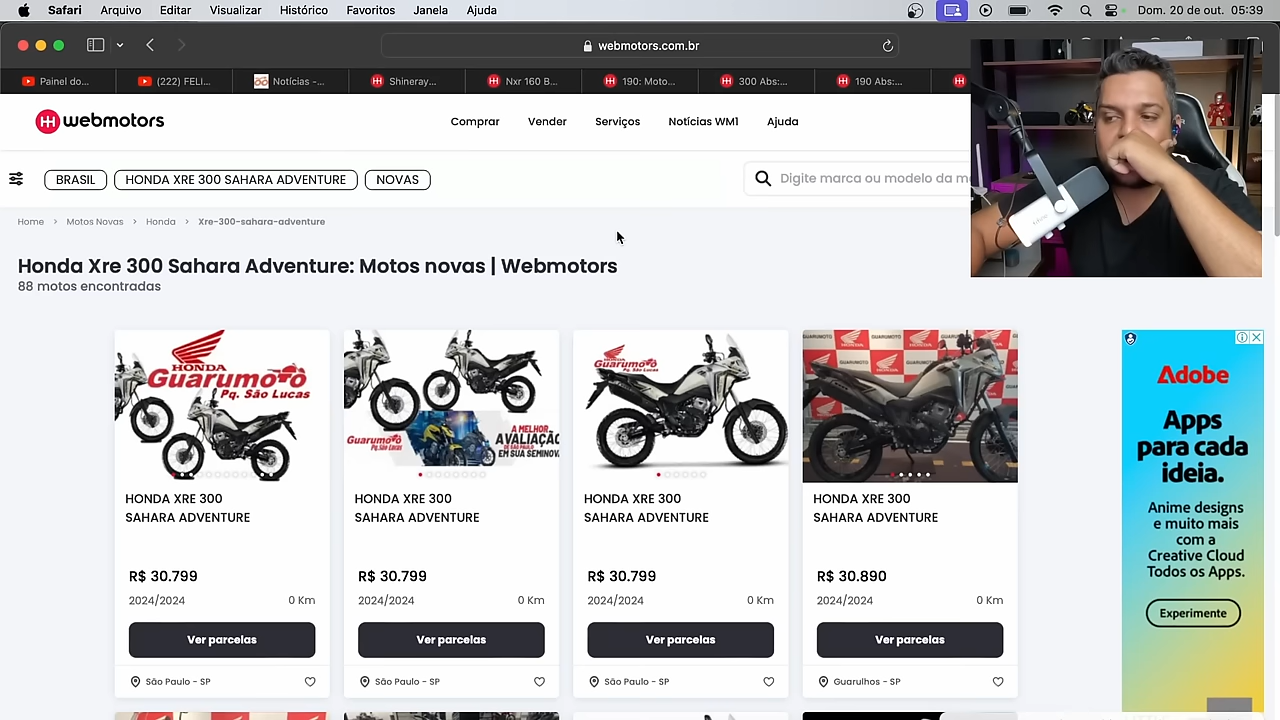 Safari Arquivo Editar Visualizar Histórico Favoritos Janela Ajuda Dom. 20 de out. 05:39
webmotors.com.br
Painel do... (222) FELI... Notícias -... Shineray... Nxr 160 B... 190: Moto... 300 Abs:... 190 Abs:...
webmotors Comprar Vender Serviços Notícias WM1 Ajuda
BRASIL HONDA XRE 300 SAHARA ADVENTURE NOVAS Digite marca ou modelo da m
Home > Motos Novas > Honda > Xre-300-sahara-adventure
Honda Xre 300 Sahara Adventure: Motos novas | Webmotors
88 motos encontradas
HONDA
Guarumotô
Pq. São Lucas
Guarumotô
Pq. São Lucas
A MELHOR
AVALIAÇÃO
EM SUA SEMINOV
HONDA
Guarumotô
Pq. São Lucas
HONDA XRE 300
SAHARA ADVENTURE
R$ 30.799
2024/2024 0 Km
Ver parcelas
São Paulo - SP
HONDA XRE 300
SAHARA ADVENTURE
R$ 30.799
2024/2024 0 Km
Ver parcelas
São Paulo - SP
HONDA XRE 300
SAHARA ADVENTURE
R$ 30.799
2024/2024 0 Km
Ver parcelas
São Paulo - SP
HONDA XRE 300
SAHARA ADVENTURE
R$ 30.890
2024/2024 0 Km
Ver parcelas
Guarulhos - SP
Adobe
Apps
para cada
ideia.
Anime designs
e muito mais
com a
Creative Cloud
Todos os Apps.
Experimente